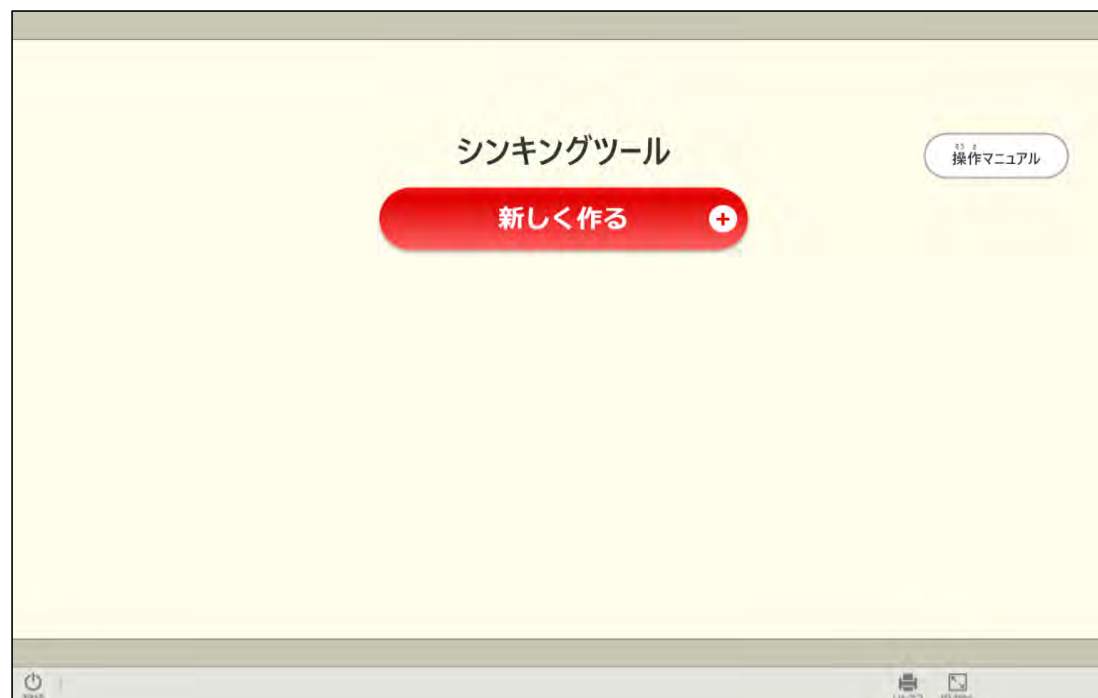 シンキングツール
操作マニュアル
新しく作る